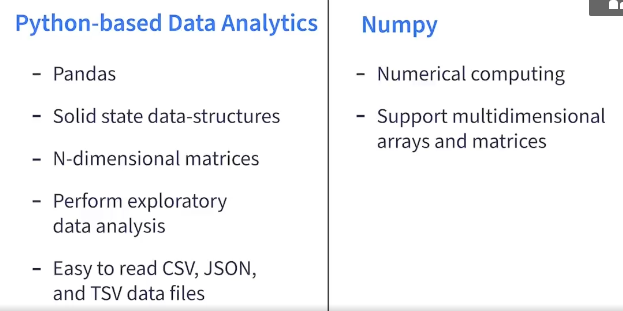 Python-based Data Analytics
- Pandas
- Solid state data-structures
- N-dimensional matrices
- Perform exploratory
data analysis
- Easy to read CSV, JSON,
and TSV data files
Numpy
- Numerical computing
- Support multidimensional
arrays and matrices